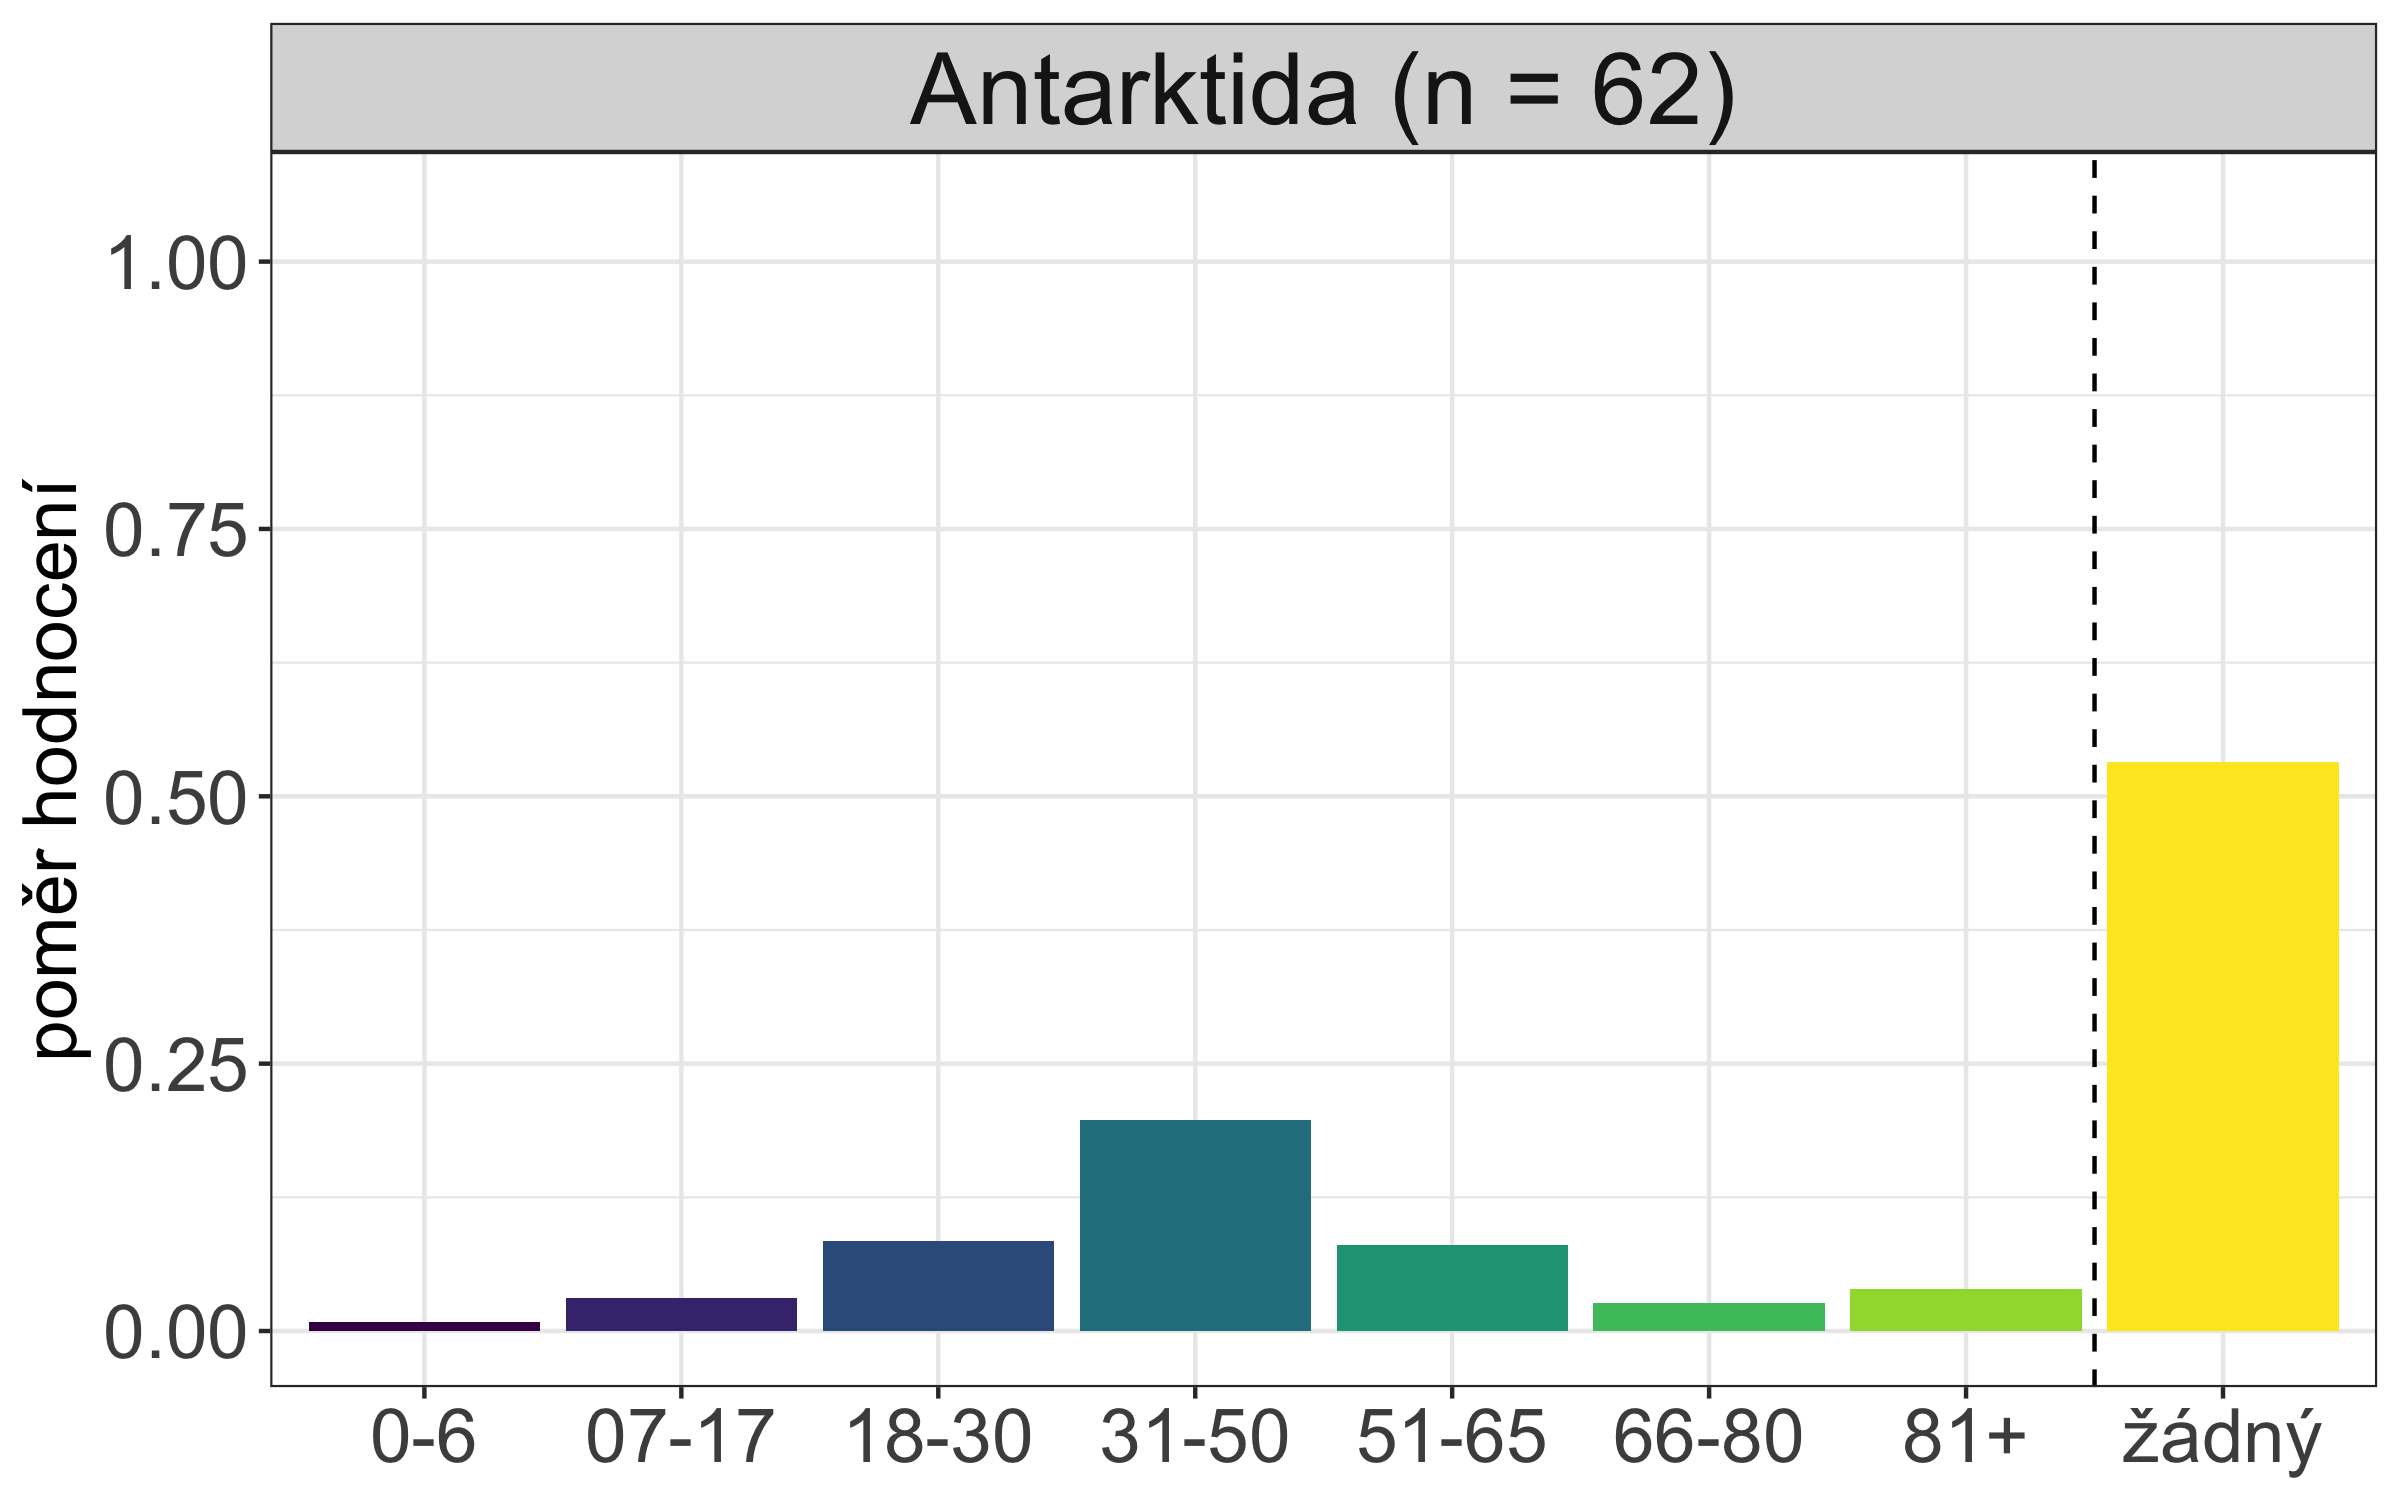 Antarktida (n = 62)
poměr hodnocení
1.00
0.75
0.50
0.25
0.00
0-6 07-17 18-30 31-50 51-65 66-80 81+ žádný